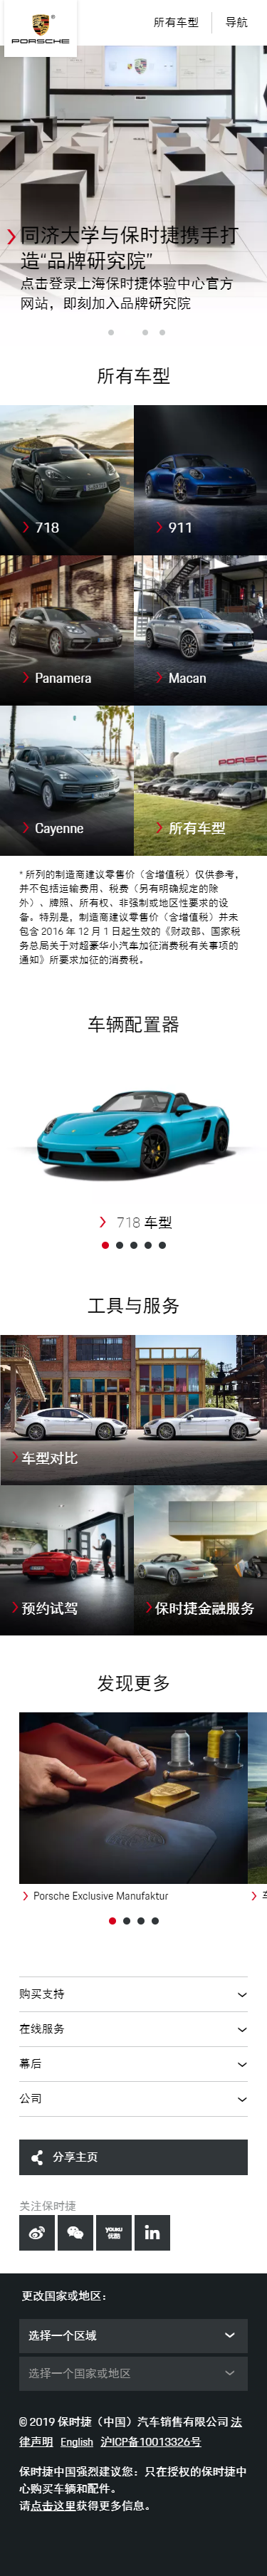 所有车型
导航
PORSCHE
同济大学与保时捷携手打
造“品牌研究院”
点击登录上海保时捷体验中心官方
网站，即刻加入品牌研究院
所有车型
718
911
Panamera
Macan
Cayenne
所有车型
* 所列的制造商建议零售价（含增值税）仅供参考，
并不包括运输费用、税费（另有明确规定的除
外）、牌照、所有权、非强制或地区性要求的设
备。特别是，制造商建议零售价（含增值税）并未
包含 2016 年 12 月 1 日起生效的《财政部、国家税
务总局关于对超豪华小汽车加征消费税有关事项的
通知》所要求加征的消费税。
车辆配置器
718 车型
工具与服务
车型对比
预约试驾
保时捷金融服务
发现更多
Porsche Exclusive Manufaktur
购买支持
在线服务
幕后
公司
分享主页
关注保时捷
YOUKU
优酷
in
更改国家或地区：
选择一个区域
选择一个国家或地区
© 2019 保时捷（中国）汽车销售有限公司 法
律声明 English 沪ICP备10013326号
保时捷中国强烈建议您：只在授权的保时捷中
心购买车辆和配件。
请点击这里获得更多信息。